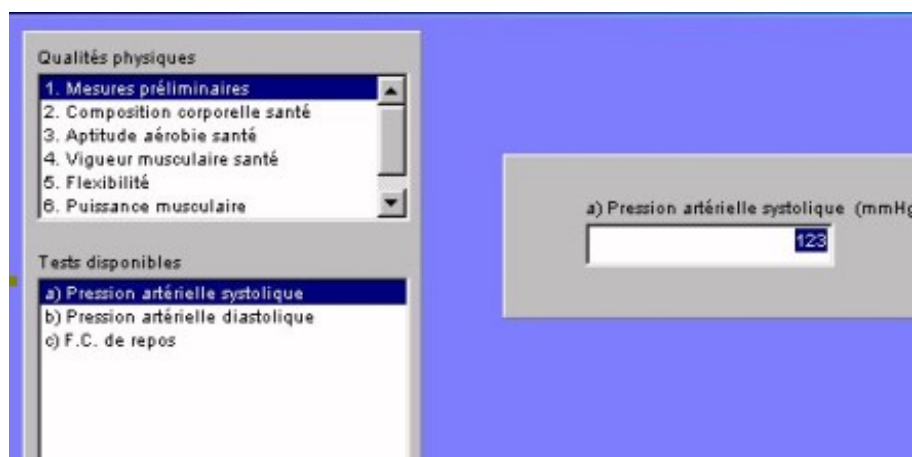 Qualités physiques
1. Mesures préliminaires
2. Composition corporelle santé
3. Aptitude aérobie santé
4. Vigueur musculaire santé
5. Flexibilité
6. Puissance musculaire
Tests disponibles
a) Pression artérielle systolique
b) Pression artérielle diastolique
c) F.C. de repos
a) Pression artérielle systolique (mmHg
123